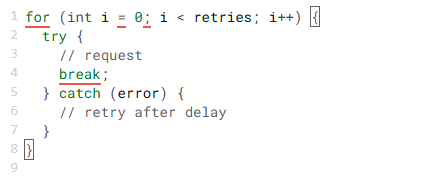 1 for (int i = 0; i < retries; i++) {
2   try {
3     // request
4     break;
5   } catch (error) {
6     // retry after delay
7   }
8 }
9